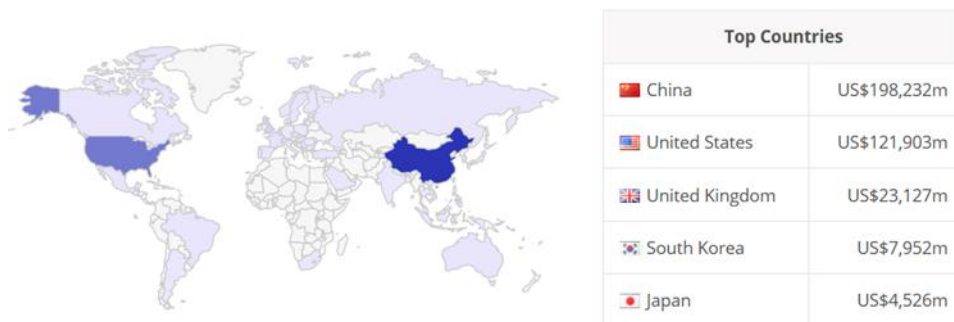 Top Countries
China US$198,232m
United States US$121,903m
United Kingdom US$23,127m
South Korea US$7,952m
Japan US$4,526m